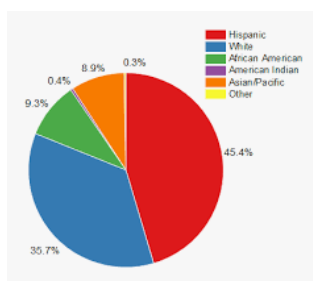 Hispanic
White
African American
American Indian
Asian/Pacific
Other
0.3%
8.9%
0.4%
9.3%
45.4%
35.7%